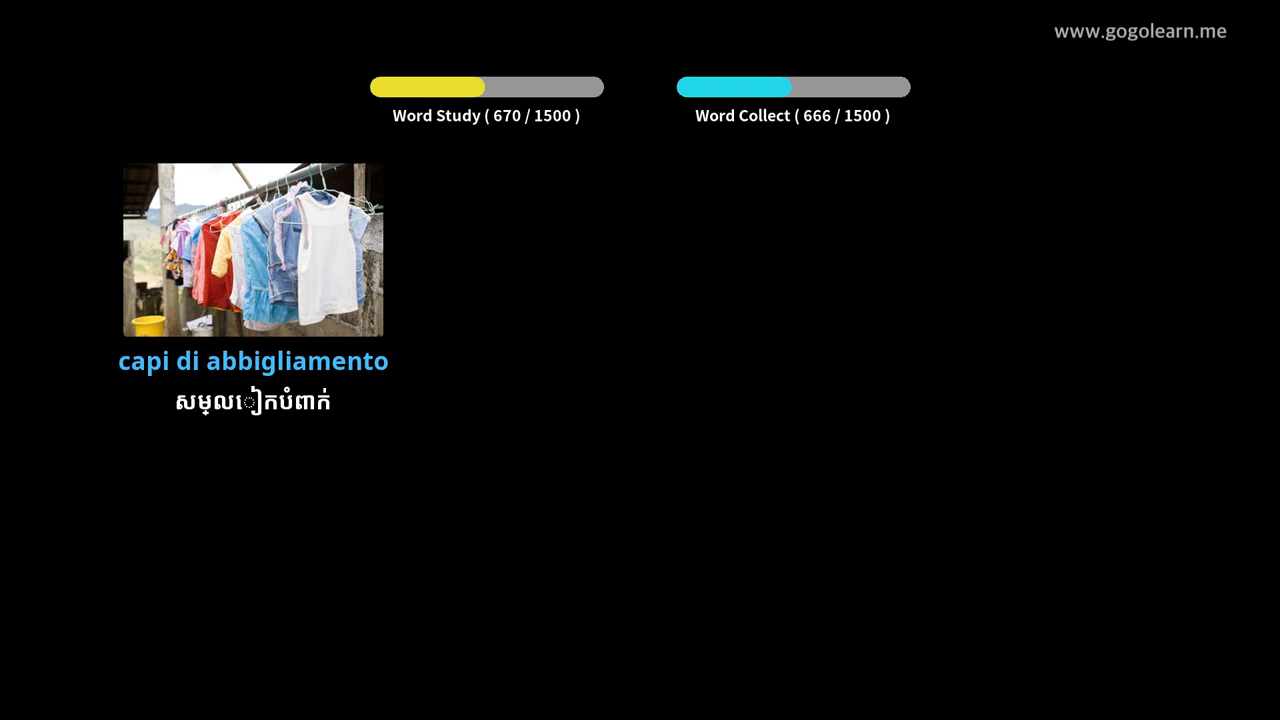 www.gogolearn.me
Word Study ( 670 / 1500 )
Word Collect ( 666 / 1500 )
capi di abbigliamento
សម្លៀកបំពាក់